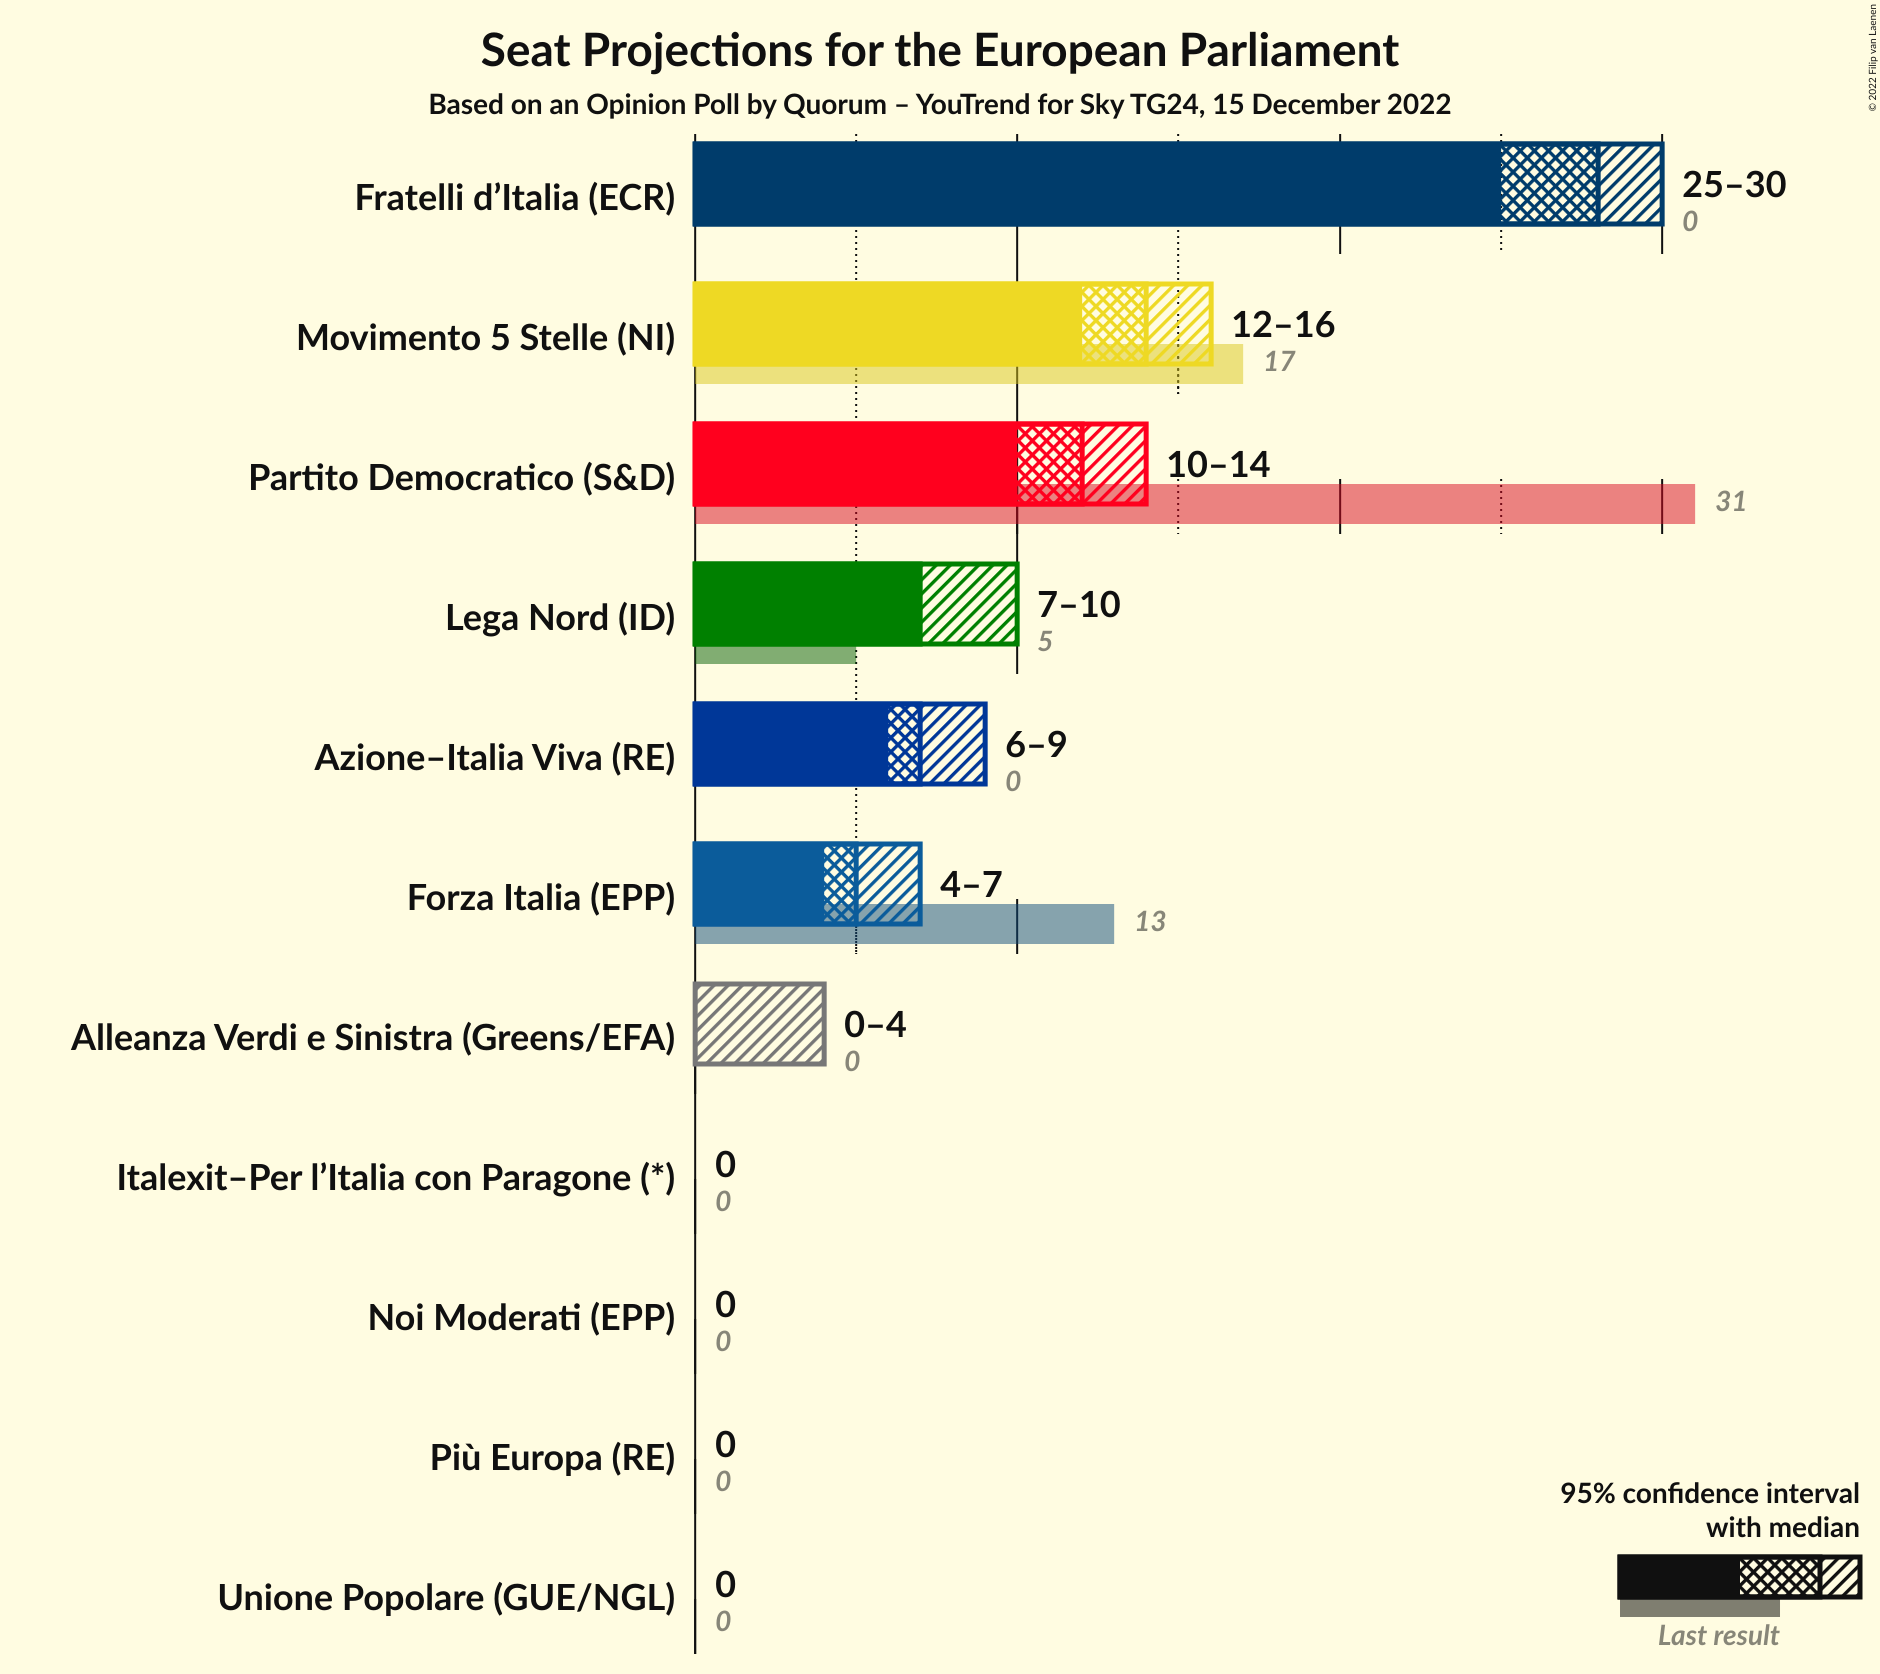 Seat Projections for the European Parliament
Based on an Opinion Poll by Quorum – YouTrend for Sky TG24, 15 December 2022
© 2022 Filip van Laenen
Fratelli d’Italia (ECR)
25–30
0
Movimento 5 Stelle (NI)
12–16
17
Partito Democratico (S&D)
10–14
31
Lega Nord (ID)
7–10
5
Azione–Italia Viva (RE)
6–9
0
Forza Italia (EPP)
4–7
13
Alleanza Verdi e Sinistra (Greens/EFA)
0–4
0
Italexit–Per l’Italia con Paragone (*)
0
0
Noi Moderati (EPP)
0
0
Più Europa (RE)
0
0
Unione Popolare (GUE/NGL)
0
0
95% confidence interval
with median
Last result